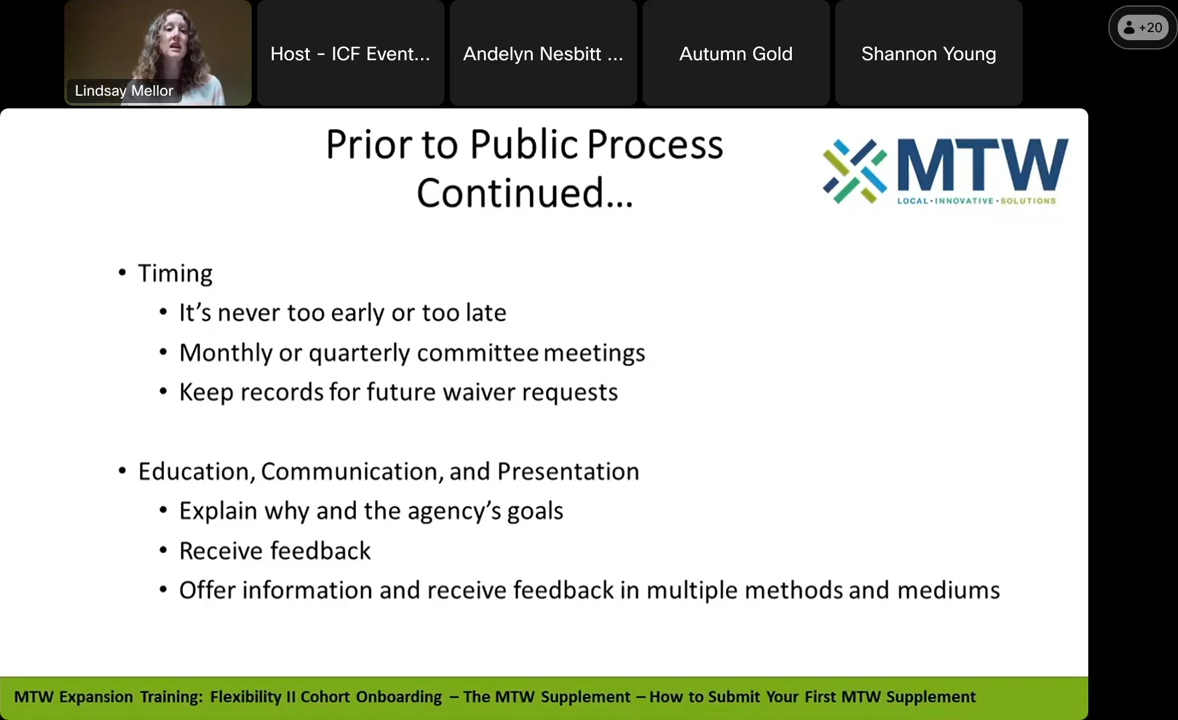 Lindsay Mellor
Host - ICF Event...
Andelyn Nesbitt ...
Autumn Gold
Shannon Young
+20
Prior to Public Process
Continued...
MTW
LOCAL • INNOVATIVE • SOLUTIONS
• Timing
• It’s never too early or too late
• Monthly or quarterly committee meetings
• Keep records for future waiver requests
• Education, Communication, and Presentation
• Explain why and the agency’s goals
• Receive feedback
• Offer information and receive feedback in multiple methods and mediums
MTW Expansion Training: Flexibility II Cohort Onboarding – The MTW Supplement – How to Submit Your First MTW Supplement